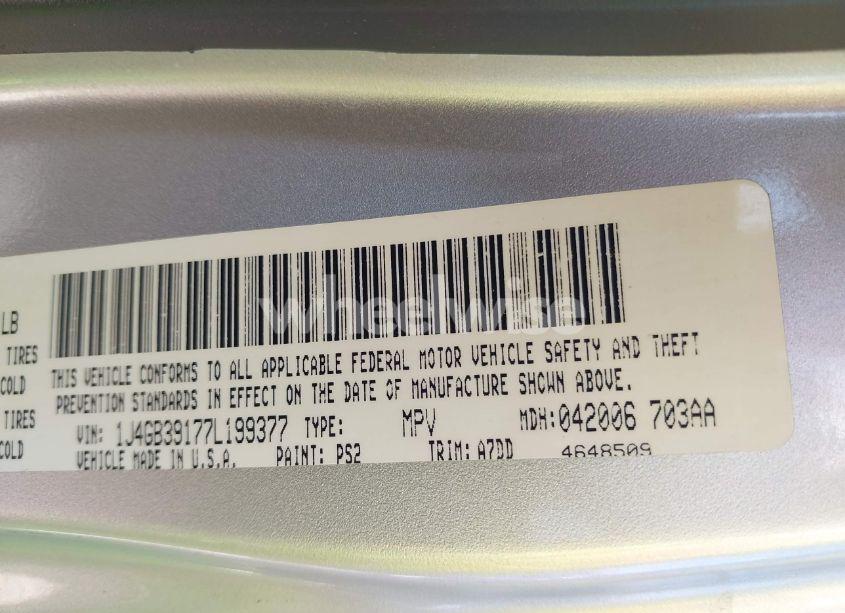 LB
TIRES
COLD
TIRES
COLD
wheelwise
THIS VEHICLE CONFORMS TO ALL APPLICABLE FEDERAL MOTOR VEHICLE SAFETY AND THEFT
PREVENTION STANDARDS IN EFFECT ON THE DATE OF MANUFACTURE SHOWN ABOVE.
VIN: 1J4GB39177L199377 TYPE: MPV MDH:042006 703AA
VEHICLE MADE IN U.S.A. PAINT: PS2 TRIM: A7DD 4648509